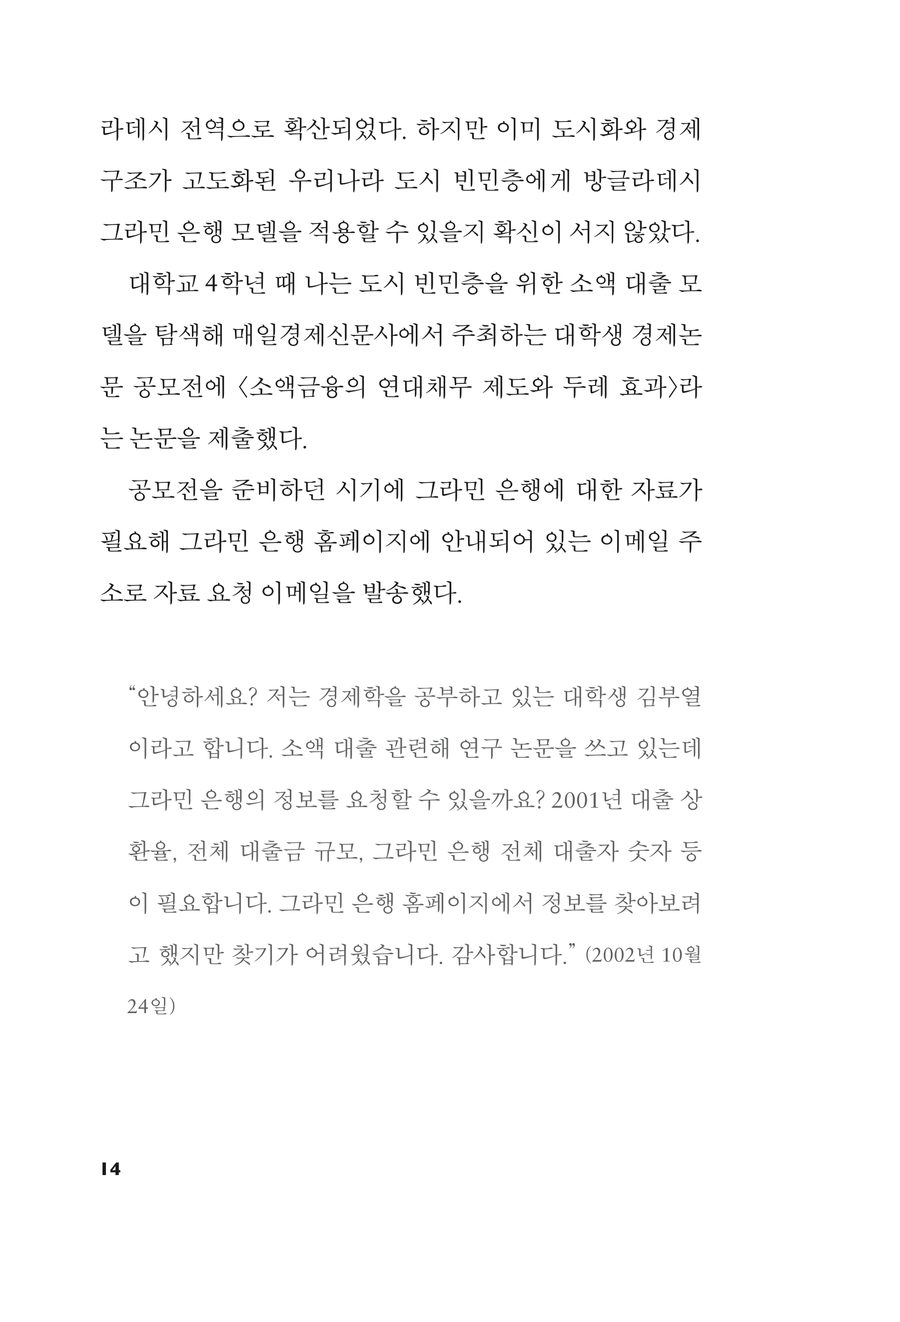 라데시 전역으로 확산되었다. 하지만 이미 도시화와 경제
구조가 고도화된 우리나라 도시 빈민층에게 방글라데시
그라민 은행 모델을 적용할 수 있을지 확신이 서지 않았다.
대학교 4학년 때 나는 도시 빈민층을 위한 소액 대출 모
델을 탐색해 매일경제신문사에서 주최하는 대학생 경제논
문 공모전에 〈소액금융의 연대채무 제도와 두레 효과〉라
는 논문을 제출했다.
공모전을 준비하던 시기에 그라민 은행에 대한 자료가
필요해 그라민 은행 홈페이지에 안내되어 있는 이메일 주
소로 자료 요청 이메일을 발송했다.
“안녕하세요? 저는 경제학을 공부하고 있는 대학생 김부열
이라고 합니다. 소액 대출 관련해 연구 논문을 쓰고 있는데
그라민 은행의 정보를 요청할 수 있을까요? 2001년 대출 상
환율, 전체 대출금 규모, 그라민 은행 전체 대출자 숫자 등
이 필요합니다. 그라민 은행 홈페이지에서 정보를 찾아보려
고 했지만 찾기가 어려웠습니다. 감사합니다.” (2002년 10월
24일)
14